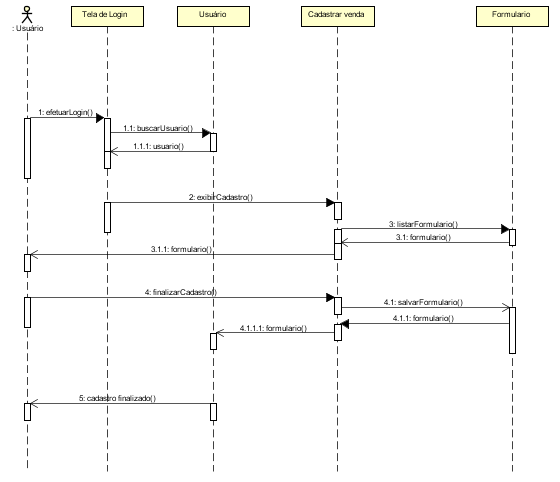 Tela de Login
Usuário
Cadastrar venda
Formulario
: Usuário
1: efetuarLogin()
1.1: buscarUsuario()
1.1.1: usuario()
2: exibirCadastro()
3: listarFormulario()
3.1: formulario()
3.1.1: formulario()
4: finalizarCadastro()
4.1: salvarFormulario()
4.1.1: formulario()
4.1.1.1: formulario()
5: cadastro finalizado()